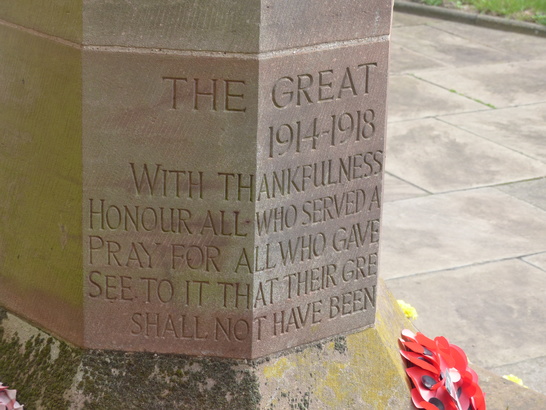 THE GREAT
1914-1918
WITH THANKFULNESS
HONOUR ALL WHO SERVED A
PRAY FOR ALL WHO GAVE
SEE TO IT THAT THEIR GRE
SHALL NOT HAVE BEEN